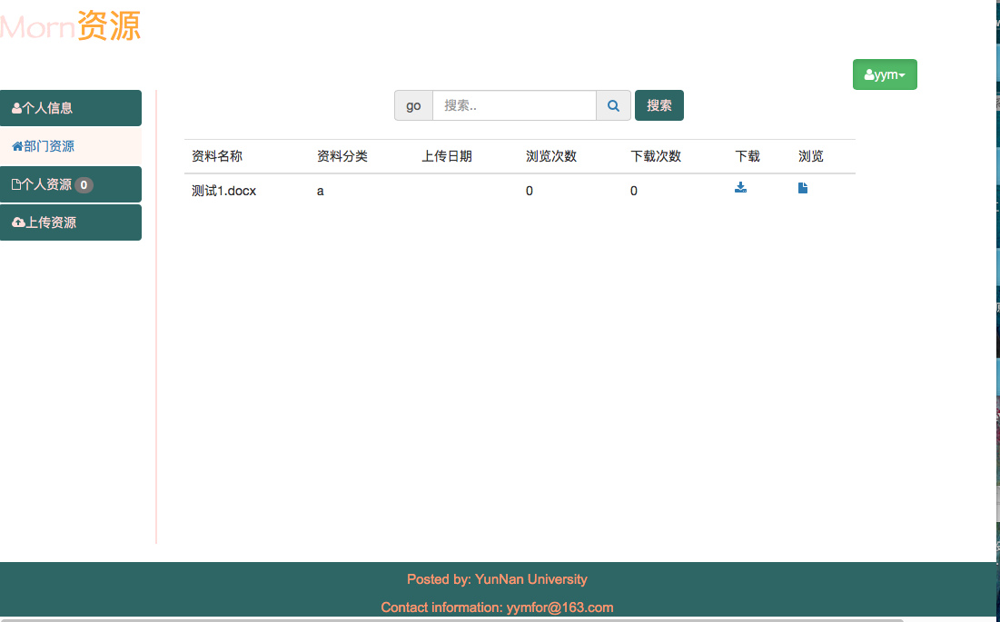 Morn资源
yym
个人信息
部门资源
个人资源 0
上传资源
go 搜索.. 搜索
资料名称 资料分类 上传日期 浏览次数 下载次数 下载 浏览
测试1.docx a 0 0
Posted by: YunNan University
Contact information: yymfor@163.com